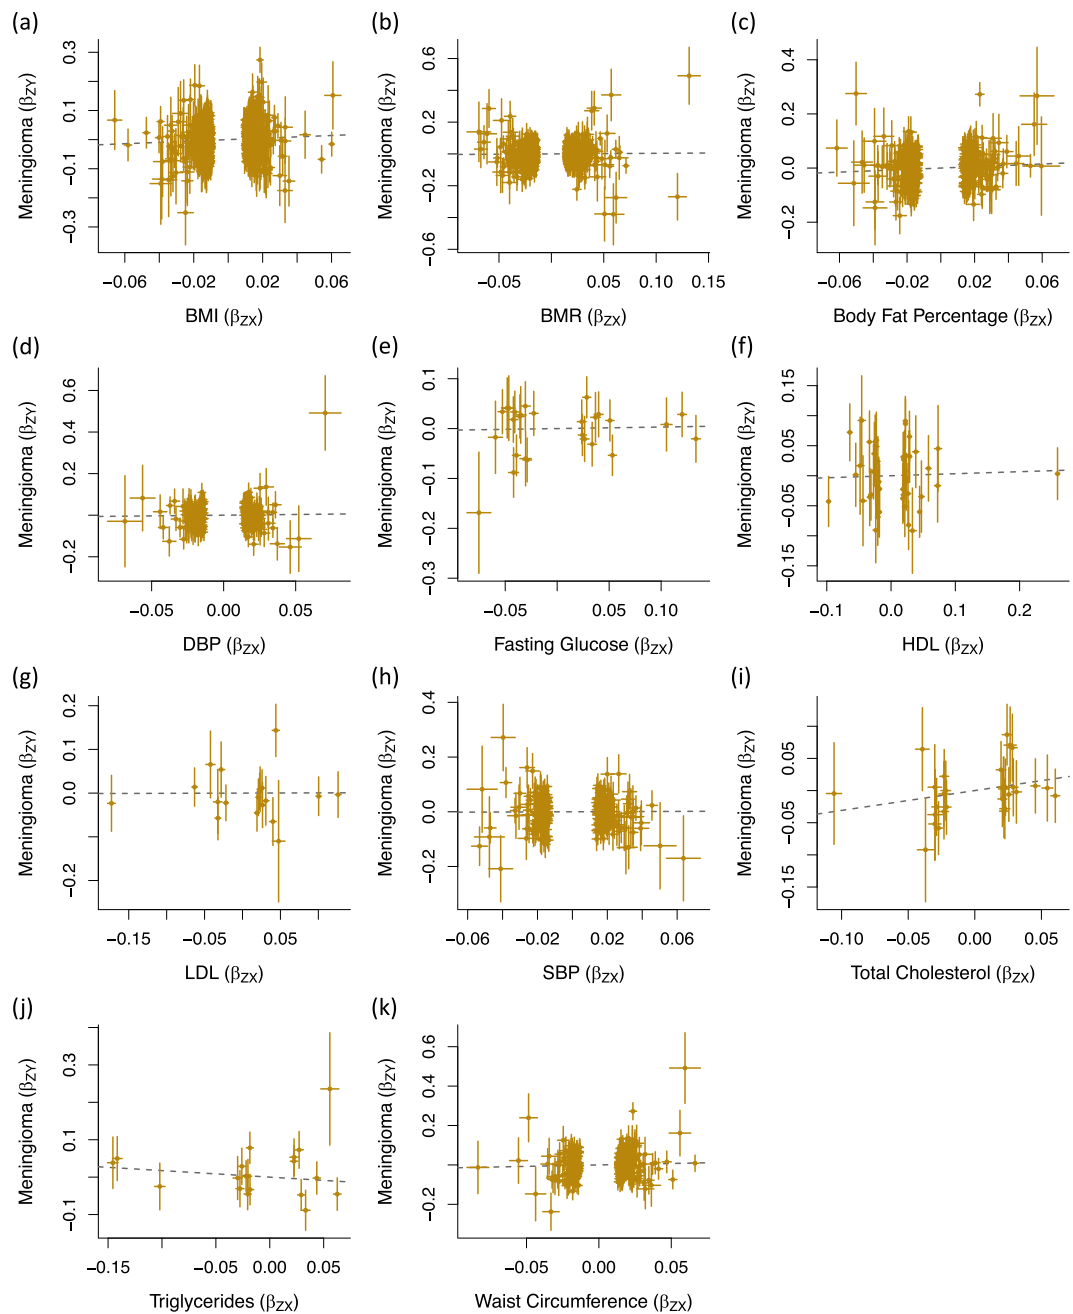 (a)
Meningioma (βZY)
0.3
0.1
−0.1
−0.3
−0.06
−0.02
0.02
0.06
BMI (βZX)
(b)
Meningioma (βZY)
0.6
0.2
−0.2
−0.6
−0.05
0.05
0.10
0.15
BMR (βZX)
(c)
Meningioma (βZY)
0.4
0.2
0.0
−0.2
−0.06
−0.02
0.02
0.06
Body Fat Percentage (βZX)
(d)
Meningioma (βZY)
0.6
0.4
0.2
−0.2
−0.05
0.00
0.05
DBP (βZX)
(e)
Meningioma (βZY)
0.1
0.0
−0.1
−0.3
−0.05
0.05
0.10
Fasting Glucose (βZX)
(f)
Meningioma (βZY)
0.15
0.05
−0.05
−0.15
−0.1
0.0
0.1
0.2
HDL (βZX)
(g)
Meningioma (βZY)
0.2
0.1
0.0
−0.2
−0.15
−0.05
0.05
LDL (βZX)
(h)
Meningioma (βZY)
0.4
0.2
0.0
−0.2
−0.06
−0.02
0.02
0.06
SBP (βZX)
(i)
Meningioma (βZY)
0.05
−0.05
−0.15
−0.10
−0.05
0.00
0.05
Total Cholesterol (βZX)
(j)
Meningioma (βZY)
0.3
0.1
−0.1
−0.15
−0.05
0.00
0.05
Triglycerides (βZX)
(k)
Meningioma (βZY)
0.6
0.4
0.2
−0.2
−0.05
0.00
0.05
Waist Circumference (βZX)